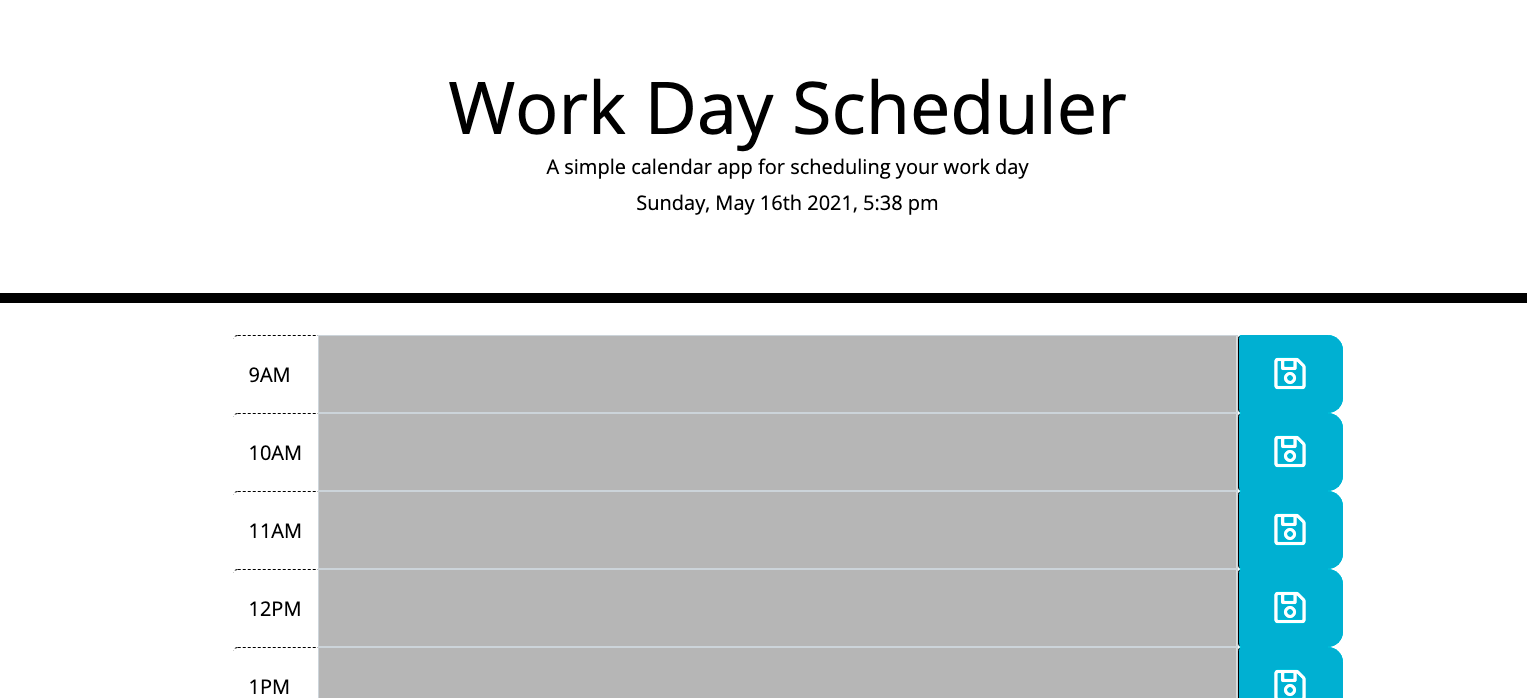 Work Day Scheduler
A simple calendar app for scheduling your work day
Sunday, May 16th 2021, 5:38 pm
9AM
10AM
11AM
12PM
1PM